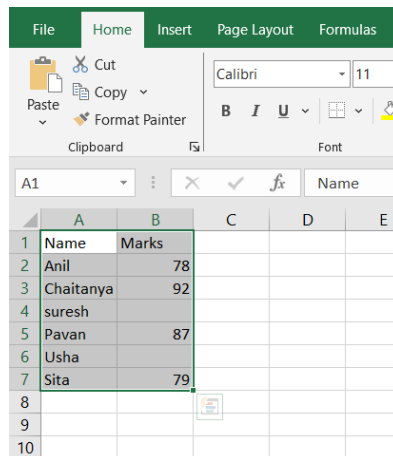 File Home Insert Page Layout Formulas
Cut
Copy
Paste
Format Painter
Clipboard
Calibri 11
B I U
Font
A1 fx Name
A B C D E
1 Name Marks
2 Anil 78
3 Chaitanya 92
4 suresh
5 Pavan 87
6 Usha
7 Sita 79
8
9
10